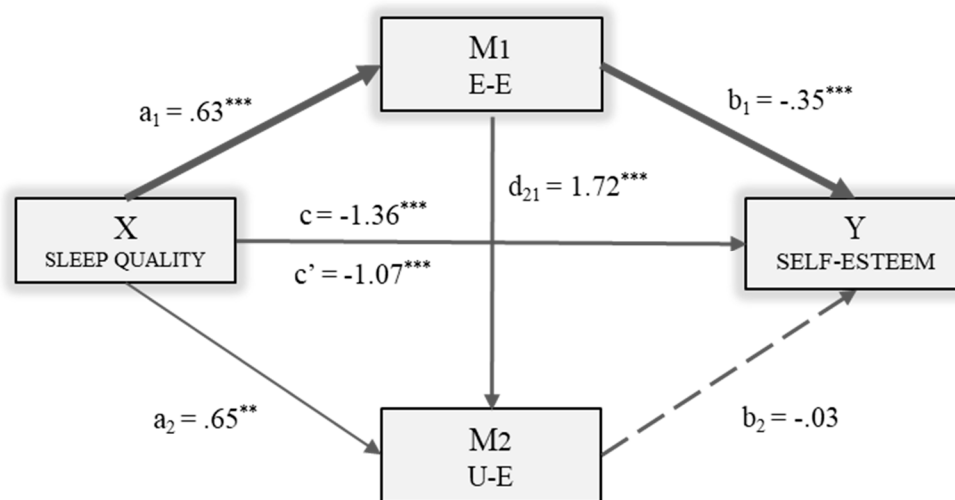 M1
E-E
a₁ = .63***
b₁ = -.35***
d₂₁ = 1.72***
X
SLEEP QUALITY
c = -1.36***
c’ = -1.07***
Y
SELF-ESTEEM
a₂ = .65**
b₂ = -.03
M2
U-E